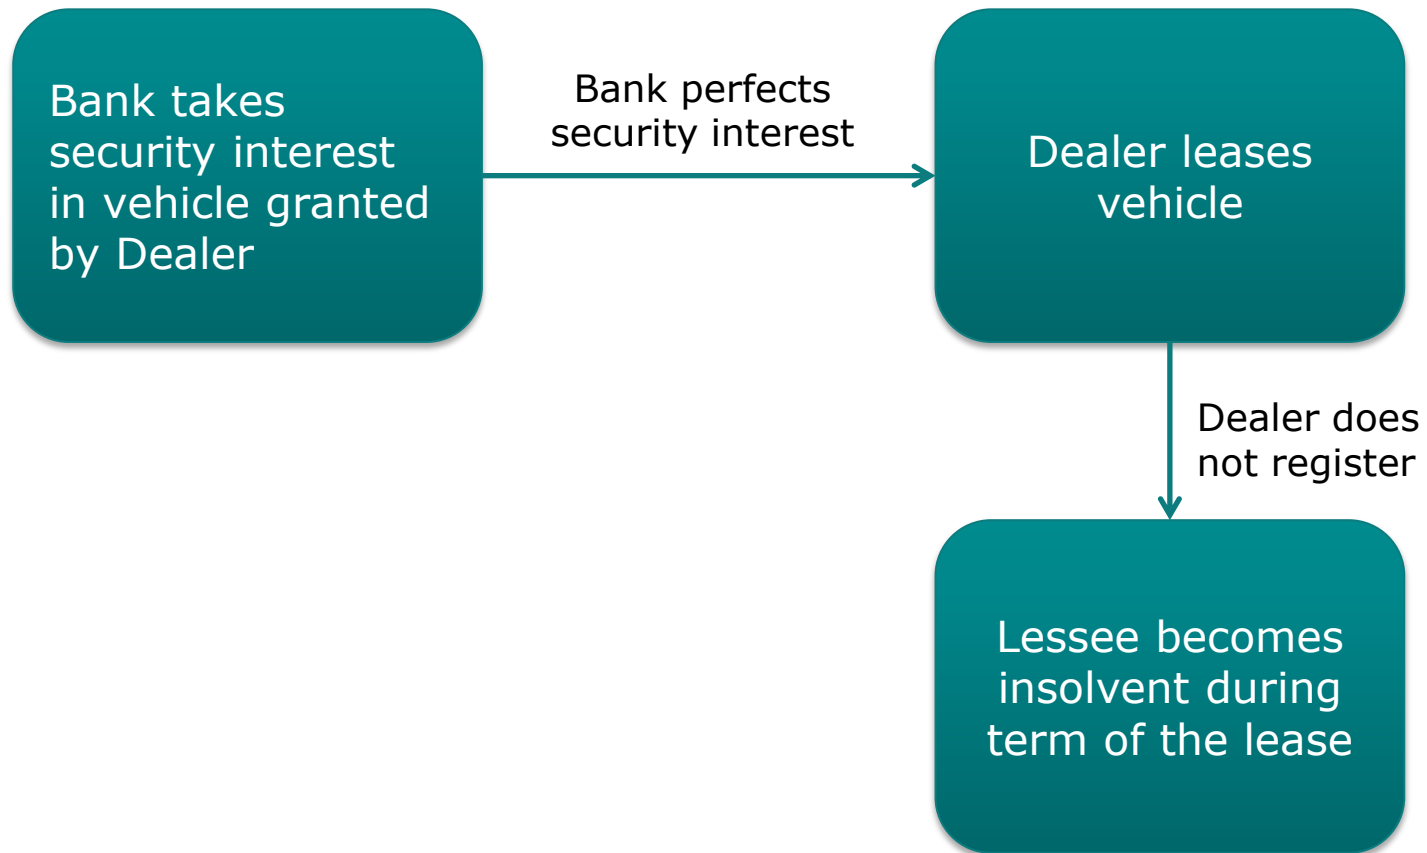 Bank takes
security interest
in vehicle granted
by Dealer
Bank perfects
security interest
Dealer leases
vehicle
Dealer does
not register
Lessee becomes
insolvent during
term of the lease